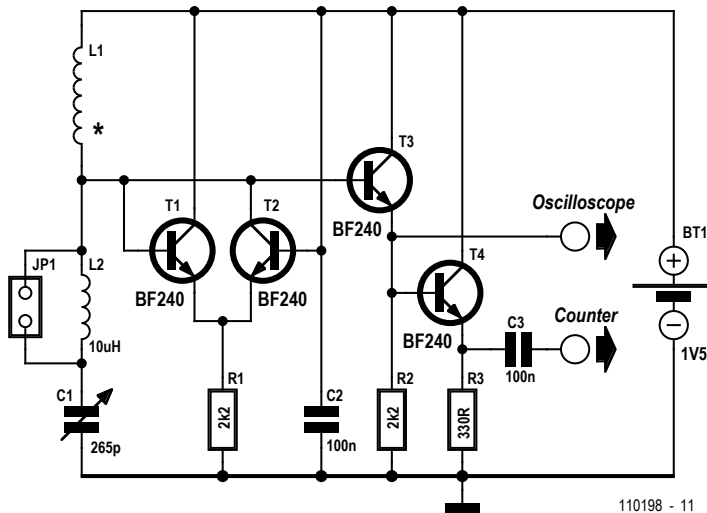 L1
*
T3
T1
T2
Oscilloscope
BF240
BT1
T4
JP1
L2
BF240
BF240
Counter
BF240
C3
10uH
1V5
100n
C1
R1
C2
R2
R3
2k2
2k2
330R
265p
100n
110198 - 11